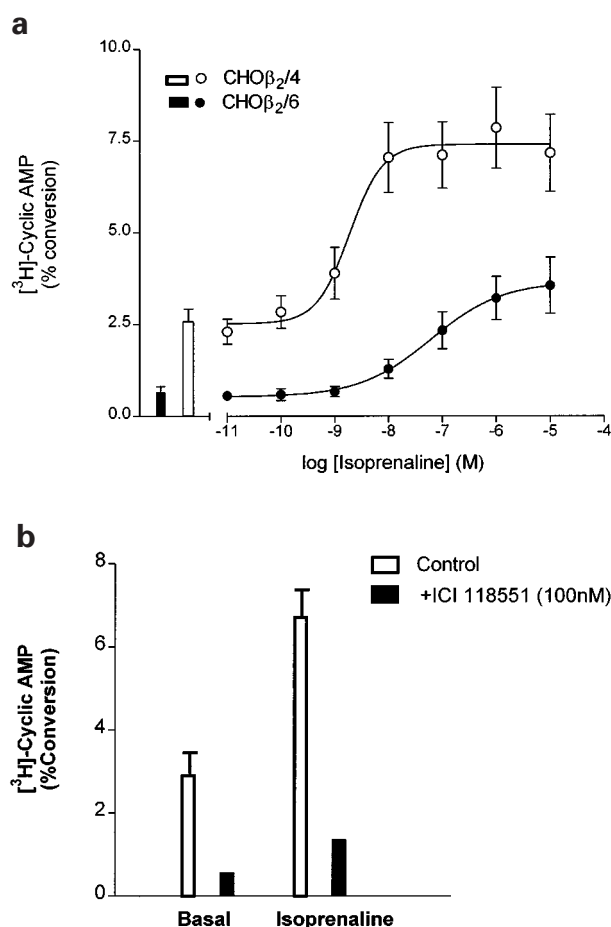 a
10.0
7.5
5.0
2.5
0.0
[³H]-Cyclic AMP
(% conversion)
CHOβ₂/4
CHOβ₂/6
-11 -10 -9 -8 -7 -6 -5 -4
log [Isoprenaline] (M)
b
8
6
4
2
0
[³H]-Cyclic AMP
(%Conversion)
Control
+ICI 118551 (100nM)
Basal Isoprenaline